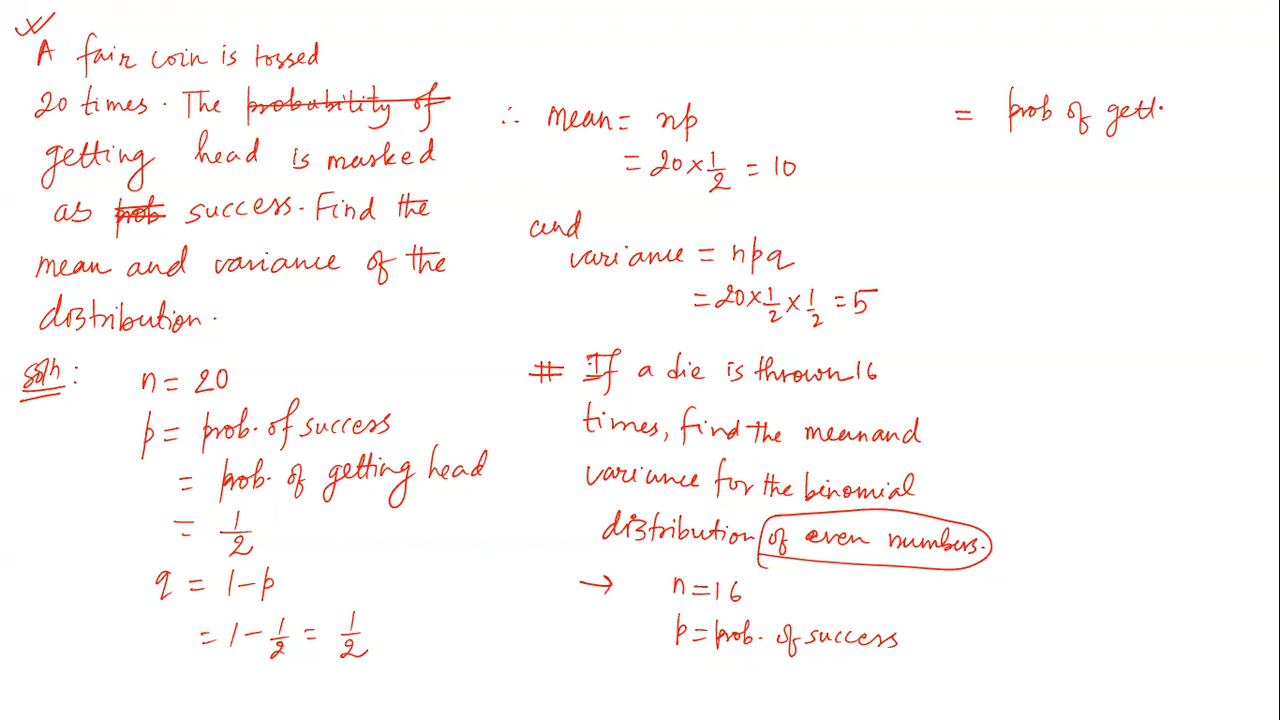 A fair coin is tossed
20 times. The probability of
getting head is marked
as prob success. Find the
mean and variance of the
distribution.
Soln:
n = 20
p = prob. of success
= prob. of getting head
= 1/2
q = 1 - p
= 1 - 1/2 = 1/2
∴ mean = np
= 20 × 1/2 = 10
and
variance = npq
= 20 × 1/2 × 1/2 = 5
# If a die is thrown 16
times, find the mean and
variance for the binomial
distribution of even numbers.
→ n = 16
p = prob. of success
= prob of gett.